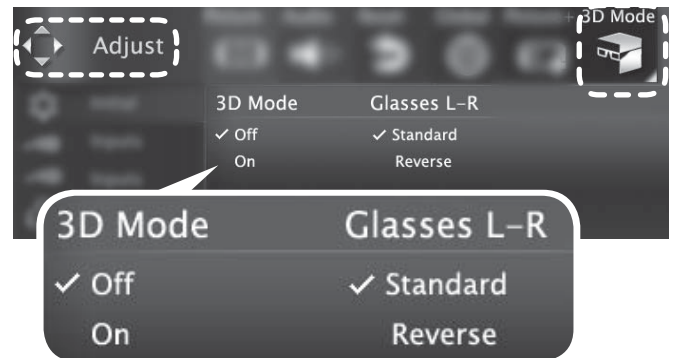 3D Mode
Adjust
3D Mode Glasses L-R
✓ Off ✓ Standard
On Reverse
3D Mode Glasses L-R
✓ Off ✓ Standard
On Reverse